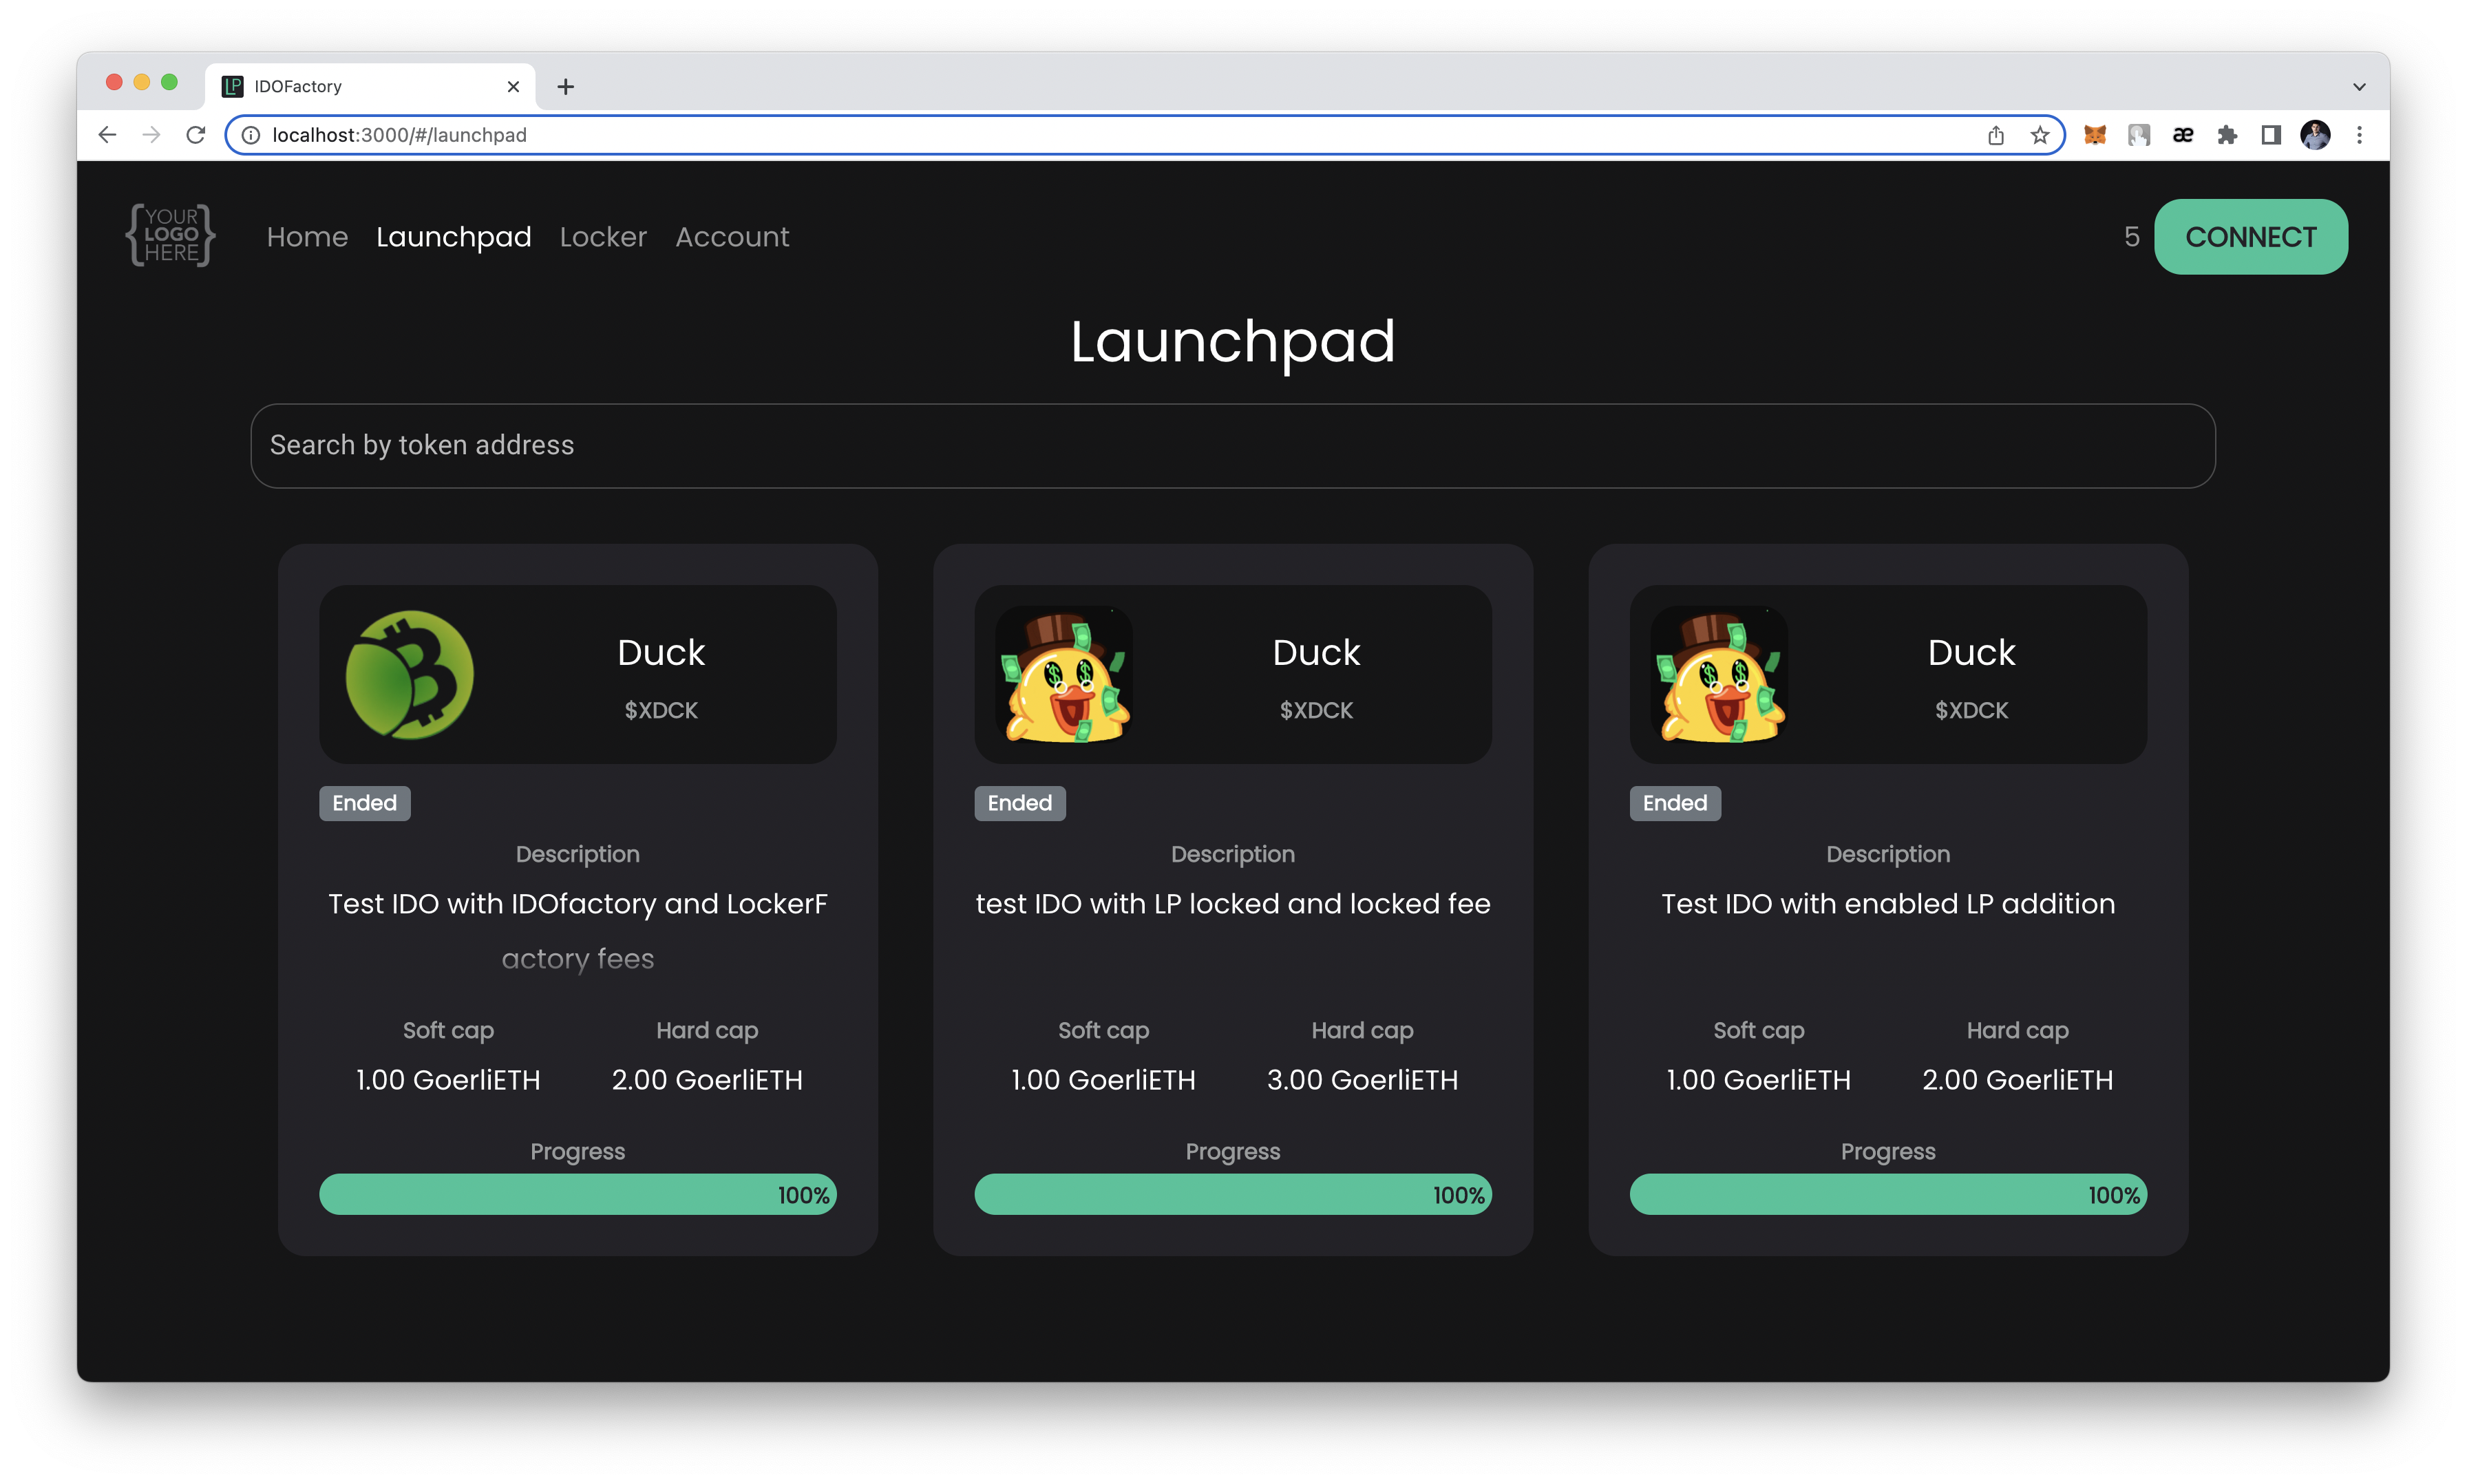 IDOFactory
localhost:3000/#/launchpad
YOUR
LOGO
HERE
Home Launchpad Locker Account 5 CONNECT
Launchpad
Search by token address
Duck
$XDCK
Ended
Description
Test IDO with IDOfactory and LockerF
actory fees
Soft cap Hard cap
1.00 GoerliETH 2.00 GoerliETH
Progress
100%
Duck
$XDCK
Ended
Description
test IDO with LP locked and locked fee
Soft cap Hard cap
1.00 GoerliETH 3.00 GoerliETH
Progress
100%
Duck
$XDCK
Ended
Description
Test IDO with enabled LP addition
Soft cap Hard cap
1.00 GoerliETH 2.00 GoerliETH
Progress
100%